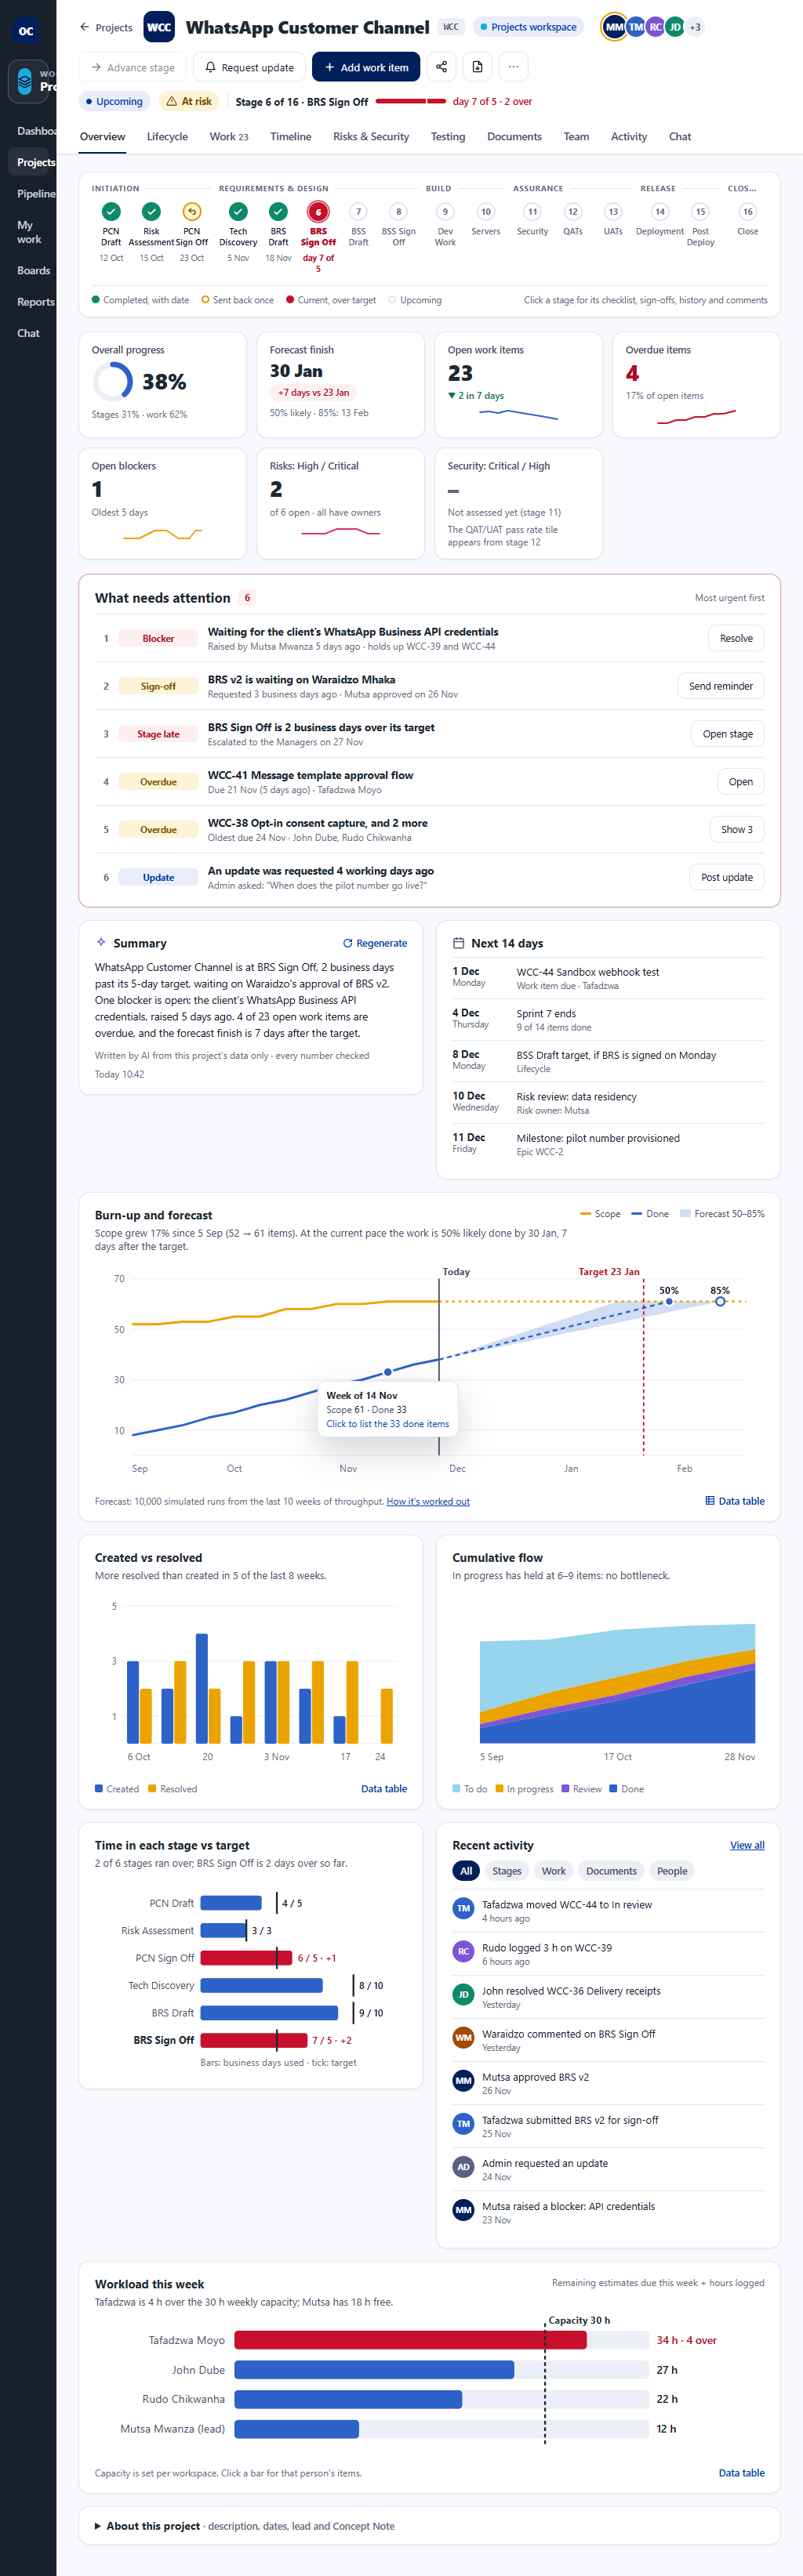 OC
WO
Pro
Dashboa
Projects
Pipeline
My
work
Boards
Reports
Chat
Projects
WCC
WhatsApp Customer Channel
WCC
Projects workspace
MM
TM
RC
JD
+3
Advance stage
Request update
Add work item
Upcoming
At risk
Stage 6 of 16 · BRS Sign Off
day 7 of 5 · 2 over
Overview
Lifecycle
Work 23
Timeline
Risks & Security
Testing
Documents
Team
Activity
Chat
INITIATION
REQUIREMENTS & DESIGN
BUILD
ASSURANCE
RELEASE
CLOS...
6
7
8
9
10
11
12
13
14
15
16
PCN Draft
12 Oct
Risk Assessment
15 Oct
PCN Sign Off
23 Oct
Tech Discovery
5 Nov
BRS Draft
18 Nov
BRS Sign Off
day 7 of 5
BSS Draft
BSS Sign Off
Dev Work
Servers
Security
QATs
UATs
Deployment
Post Deploy
Close
Completed, with date
Sent back once
Current, over target
Upcoming
Click a stage for its checklist, sign-offs, history and comments
Overall progress
38%
Stages 31% · work 62%
Forecast finish
30 Jan
+7 days vs 23 Jan
50% likely · 85%: 13 Feb
Open work items
23
▼ 2 in 7 days
Overdue items
4
17% of open items
Open blockers
1
Oldest 5 days
Risks: High / Critical
2
of 6 open · all have owners
Security: Critical / High
–
Not assessed yet (stage 11)
The QAT/UAT pass rate tile
appears from stage 12
What needs attention
6
Most urgent first
1
Blocker
Waiting for the client's WhatsApp Business API credentials
Raised by Mutsa Mwanza 5 days ago · holds up WCC-39 and WCC-44
Resolve
2
Sign-off
BRS v2 is waiting on Waraidzo Mhaka
Requested 3 business days ago · Mutsa approved on 26 Nov
Send reminder
3
Stage late
BRS Sign Off is 2 business days over its target
Escalated to the Managers on 27 Nov
Open stage
4
Overdue
WCC-41 Message template approval flow
Due 21 Nov (5 days ago) · Tafadzwa Moyo
Open
5
Overdue
WCC-38 Opt-in consent capture, and 2 more
Oldest due 24 Nov · John Dube, Rudo Chikwanha
Show 3
6
Update
An update was requested 4 working days ago
Admin asked: "When does the pilot number go live?"
Post update
Summary
Regenerate
WhatsApp Customer Channel is at BRS Sign Off, 2 business days
past its 5-day target, waiting on Waraidzo's approval of BRS v2.
One blocker is open: the client's WhatsApp Business API
credentials, raised 5 days ago. 4 of 23 open work items are
overdue, and the forecast finish is 7 days after the target.
Written by AI from this project's data only · every number checked
Today 10:42
Next 14 days
1 Dec
Monday
WCC-44 Sandbox webhook test
Work item due · Tafadzwa
4 Dec
Thursday
Sprint 7 ends
9 of 14 items done
8 Dec
Monday
BSS Draft target, if BRS is signed on Monday
Lifecycle
10 Dec
Wednesday
Risk review: data residency
Risk owner: Mutsa
11 Dec
Friday
Milestone: pilot number provisioned
Epic WCC-2
Burn-up and forecast
Scope
Done
Forecast 50–85%
Scope grew 17% since 5 Sep (52 → 61 items). At the current pace the work is 50% likely done by 30 Jan, 7
days after the target.
Today
Target 23 Jan
70
50
30
10
50%
85%
Week of 14 Nov
Scope 61 · Done 33
Click to list the 33 done items
Sep
Oct
Nov
Dec
Jan
Feb
Forecast: 10,000 simulated runs from the last 10 weeks of throughput. How it's worked out
Data table
Created vs resolved
More resolved than created in 5 of the last 8 weeks.
5
3
1
6 Oct
20
3 Nov
17
24
Created
Resolved
Data table
Cumulative flow
In progress has held at 6–9 items: no bottleneck.
5 Sep
17 Oct
28 Nov
To do
In progress
Review
Done
Time in each stage vs target
2 of 6 stages ran over; BRS Sign Off is 2 days over so far.
PCN Draft
4 / 5
Risk Assessment
3 / 3
PCN Sign Off
6 / 5 · +1
Tech Discovery
8 / 10
BRS Draft
9 / 10
BRS Sign Off
7 / 5 · +2
Bars: business days used · tick: target
Recent activity
View all
All
Stages
Work
Documents
People
TM
Tafadzwa moved WCC-44 to In review
4 hours ago
RC
Rudo logged 3 h on WCC-39
6 hours ago
JD
John resolved WCC-36 Delivery receipts
Yesterday
WM
Waraidzo commented on BRS Sign Off
Yesterday
MM
Mutsa approved BRS v2
26 Nov
TM
Tafadzwa submitted BRS v2 for sign-off
25 Nov
AD
Admin requested an update
24 Nov
MM
Mutsa raised a blocker: API credentials
23 Nov
Workload this week
Remaining estimates due this week + hours logged
Tafadzwa is 4 h over the 30 h weekly capacity; Mutsa has 18 h free.
Capacity 30 h
Tafadzwa Moyo
34 h · 4 over
John Dube
27 h
Rudo Chikwanha
22 h
Mutsa Mwanza (lead)
12 h
Capacity is set per workspace. Click a bar for that person's items.
Data table
About this project · description, dates, lead and Concept Note